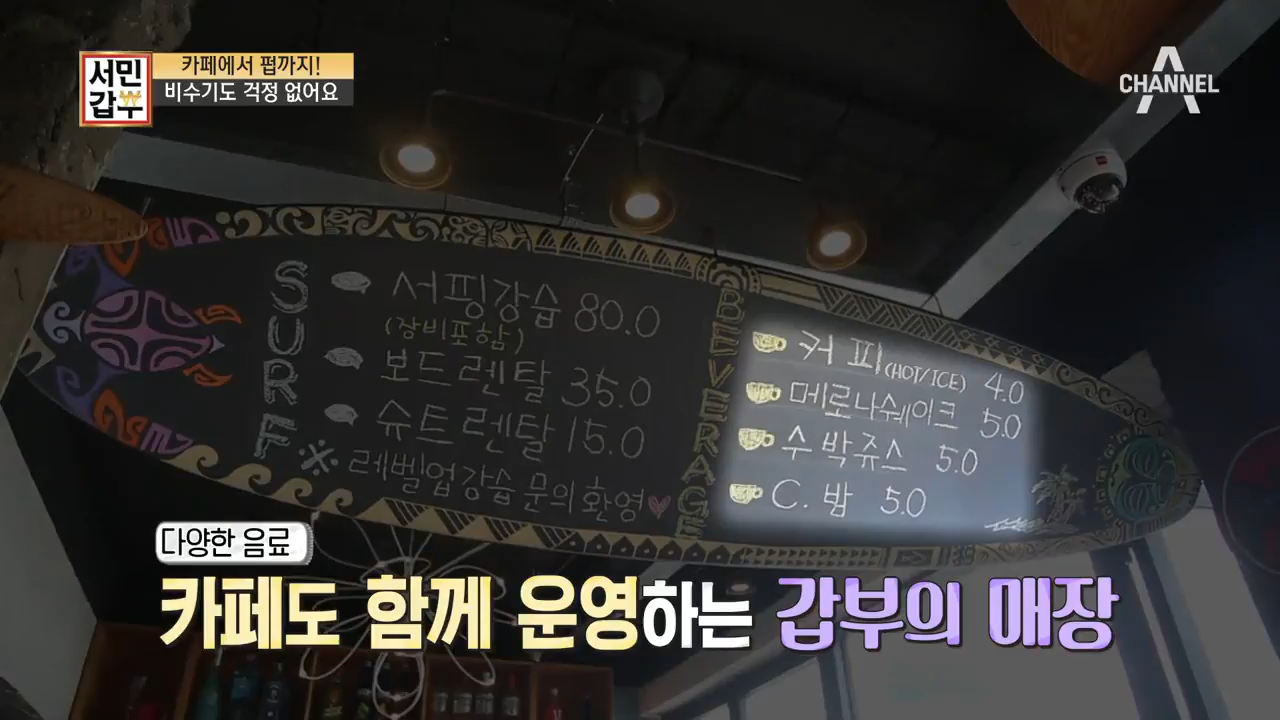 서민갑부
카페에서 펍까지!
비수기도 걱정 없어요
CHANNEL A
SURF
서핑강습 80.0
(장비포함)
보드렌탈 35.0
슈트렌탈 15.0
※ 레벨업강습 문의 환영♥
BEVERAGE
커피(HOT/ICE) 4.0
메로나쉐이크 5.0
수박쥬스 5.0
C. 밤 5.0
다양한 음료
카페도 함께 운영하는 갑부의 매장